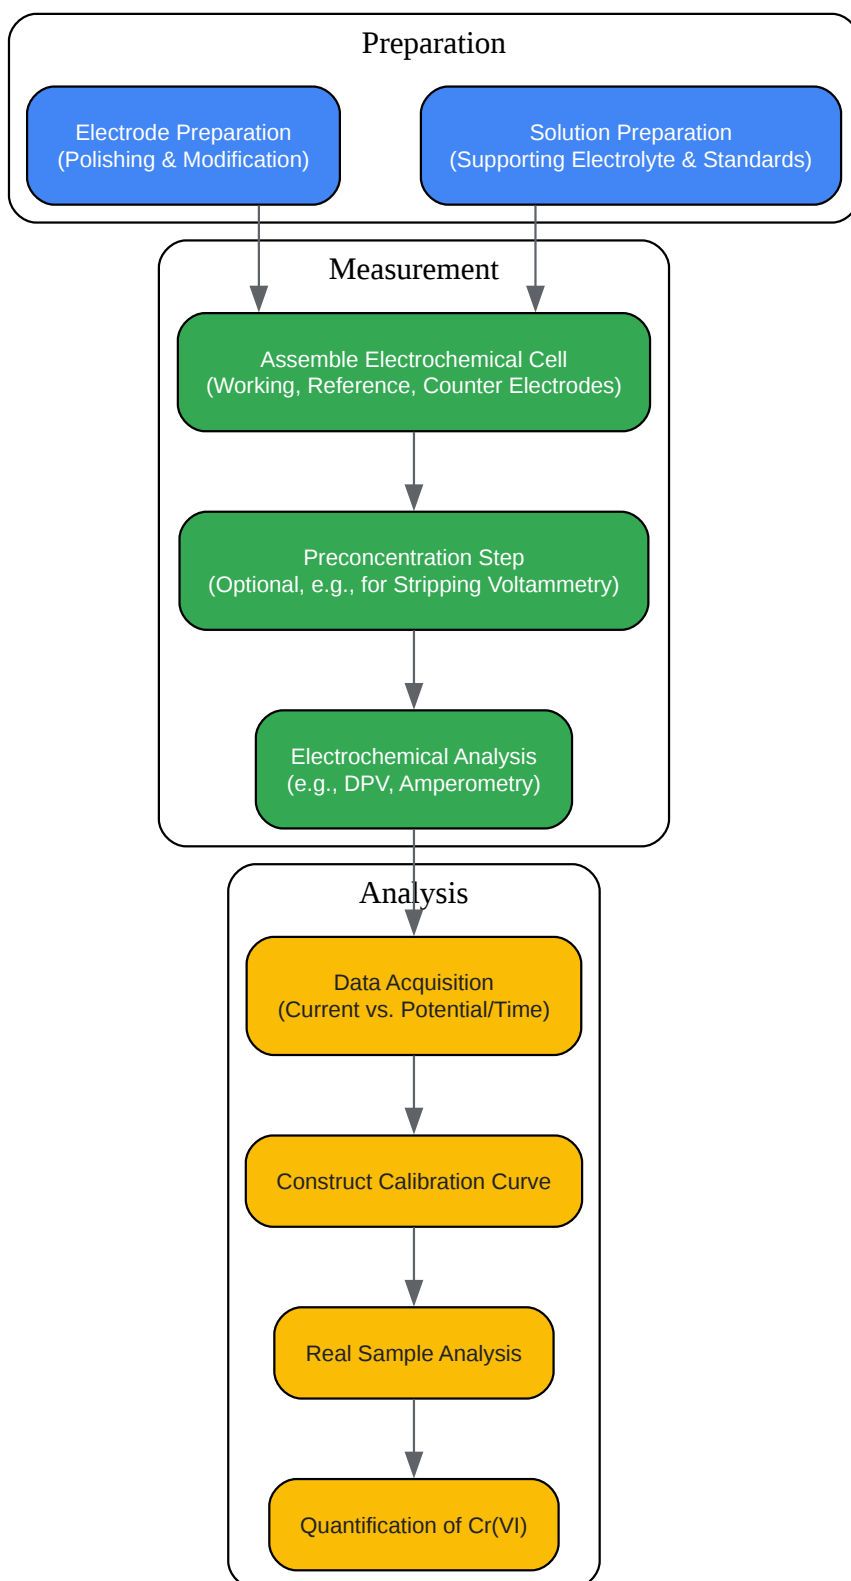 Preparation
Electrode Preparation
(Polishing & Modification)
Solution Preparation
(Supporting Electrolyte & Standards)
Measurement
Assemble Electrochemical Cell
(Working, Reference, Counter Electrodes)
Preconcentration Step
(Optional, e.g., for Stripping Voltammetry)
Electrochemical Analysis
(e.g., DPV, Amperometry)
Analysis
Data Acquisition
(Current vs. Potential/Time)
Construct Calibration Curve
Real Sample Analysis
Quantification of Cr(VI)